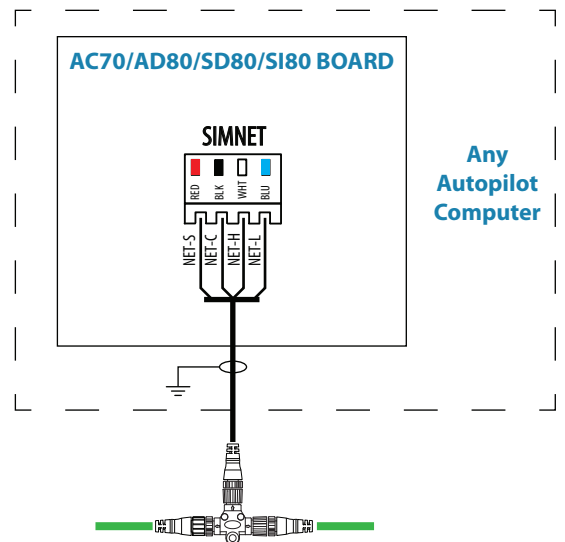 AC70/AD80/SD80/SI80 BOARD
SIMNET
RED
BLK
WHT
BLU
NET-S
NET-C
NET-H
NET-L
Any
Autopilot
Computer